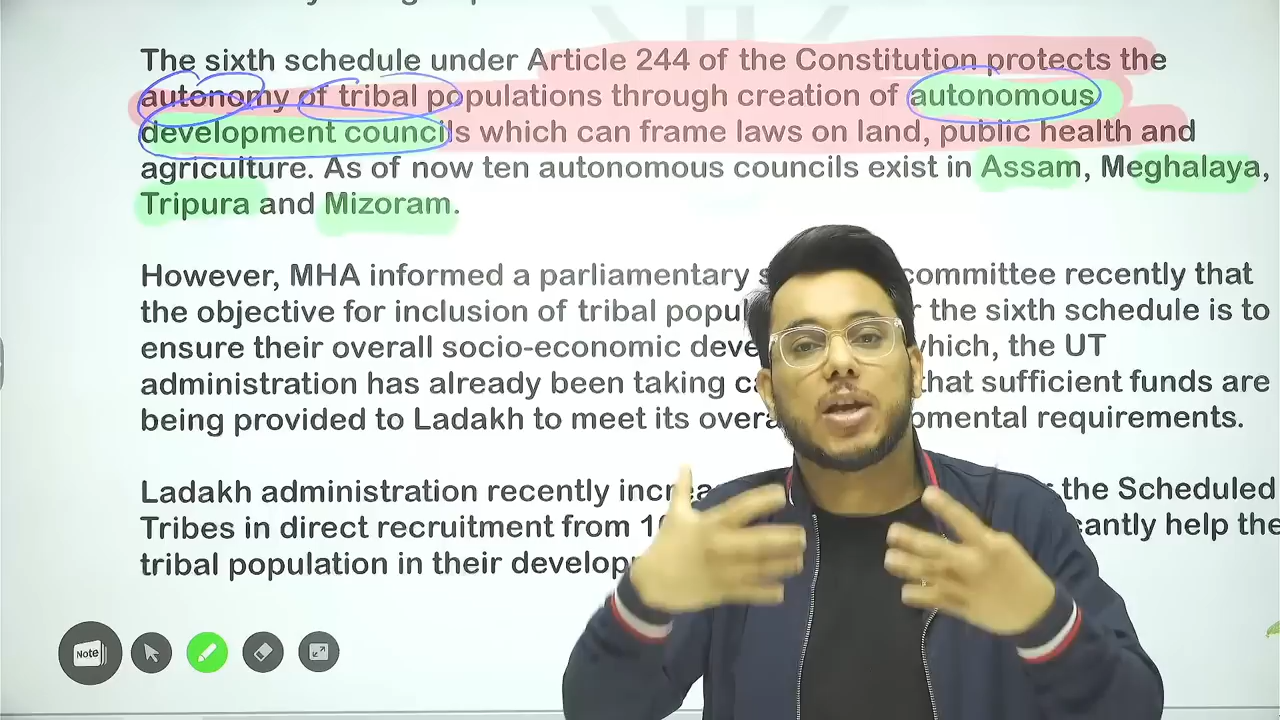 The sixth schedule under Article 244 of the Constitution protects the
autonomy of tribal populations through creation of autonomous
development councils which can frame laws on land, public health and
agriculture. As of now ten autonomous councils exist in Assam, Meghalaya,
Tripura and Mizoram.
However, MHA informed a parliamentary committee recently that
the objective for inclusion of tribal the sixth schedule is to
ensure their overall socio-economic which, the UT
administration has already been taking that sufficient funds are
being provided to Ladakh to meet its requirements.
Ladakh administration recently the Scheduled
Tribes in direct recruitment from help the
tribal population in their
Note